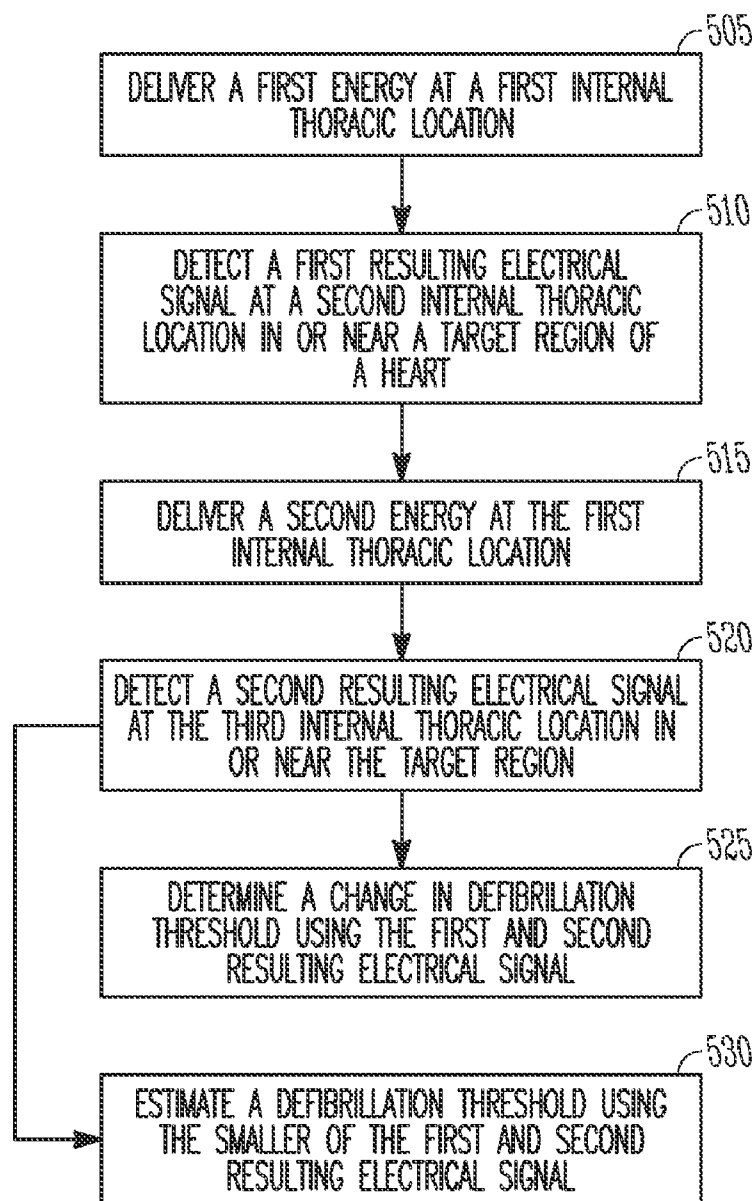 505
DELIVER A FIRST ENERGY AT A FIRST INTERNAL
THORACIC LOCATION
510
DETECT A FIRST RESULTING ELECTRICAL
SIGNAL AT A SECOND INTERNAL THORACIC
LOCATION IN OR NEAR A TARGET REGION OF
A HEART
515
DELIVER A SECOND ENERGY AT THE FIRST
INTERNAL THORACIC LOCATION
520
DETECT A SECOND RESULTING ELECTRICAL SIGNAL
AT THE THIRD INTERNAL THORACIC LOCATION IN
OR NEAR THE TARGET REGION
525
DETERMINE A CHANGE IN DEFIBRILLATION
THRESHOLD USING THE FIRST AND SECOND
RESULTING ELECTRICAL SIGNAL
530
ESTIMATE A DEFIBRILLATION THRESHOLD USING
THE SMALLER OF THE FIRST AND SECOND
RESULTING ELECTRICAL SIGNAL